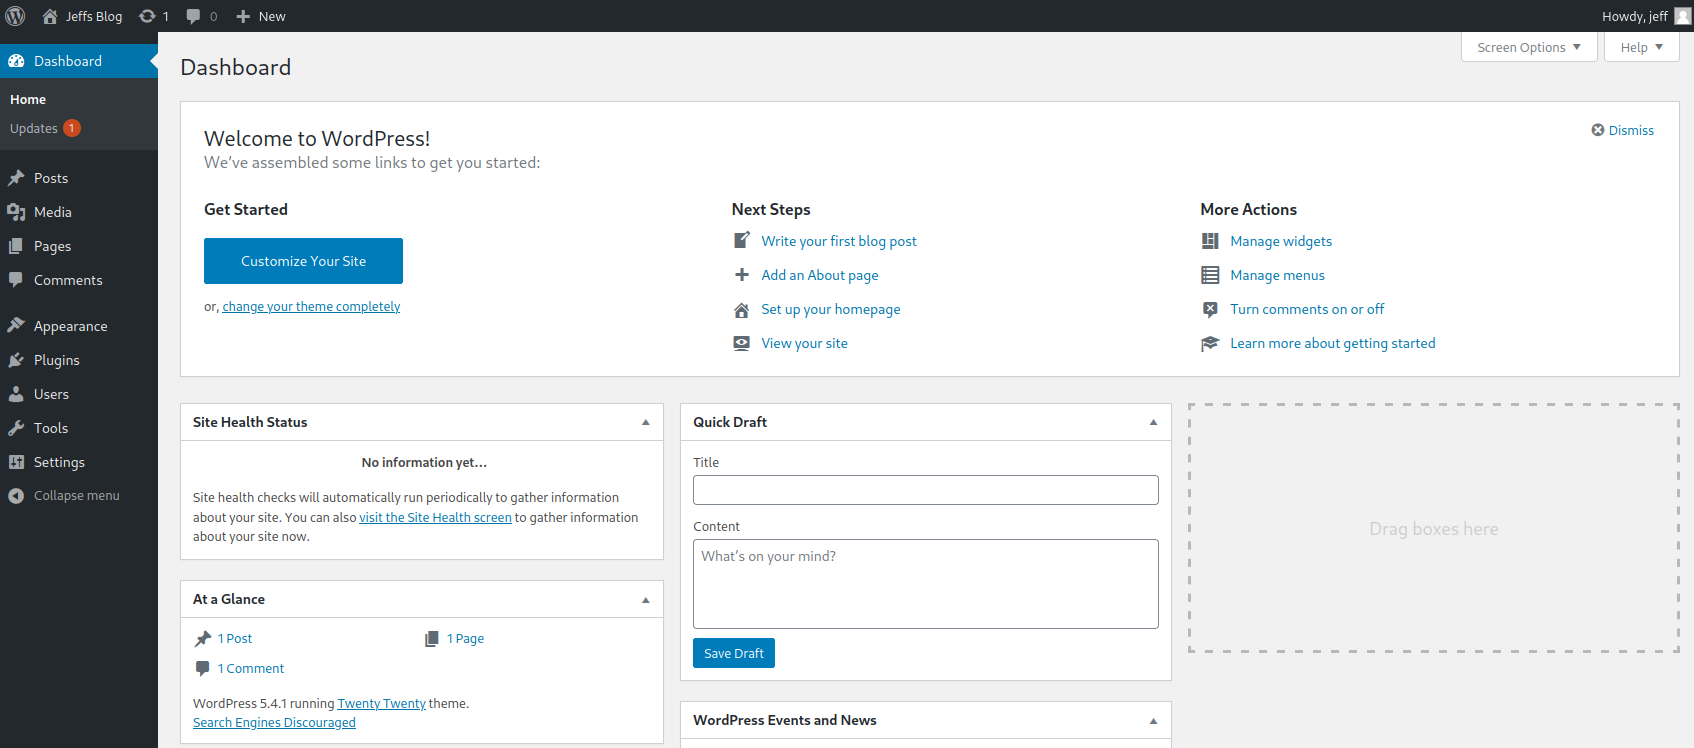 Jeffs Blog 1 0 New Howdy, jeff
Dashboard
Home
Updates 1
Posts
Media
Pages
Comments
Appearance
Plugins
Users
Tools
Settings
Collapse menu
Screen Options Help
Dashboard
Welcome to WordPress!
We've assembled some links to get you started:
Dismiss
Get Started
Customize Your Site
or, change your theme completely
Next Steps
Write your first blog post
Add an About page
Set up your homepage
View your site
More Actions
Manage widgets
Manage menus
Turn comments on or off
Learn more about getting started
Site Health Status
No information yet...
Site health checks will automatically run periodically to gather information
about your site. You can also visit the Site Health screen to gather information
about your site now.
At a Glance
1 Post 1 Page
1 Comment
WordPress 5.4.1 running Twenty Twenty theme.
Search Engines Discouraged
Quick Draft
Title
Content
What's on your mind?
Save Draft
WordPress Events and News
Drag boxes here